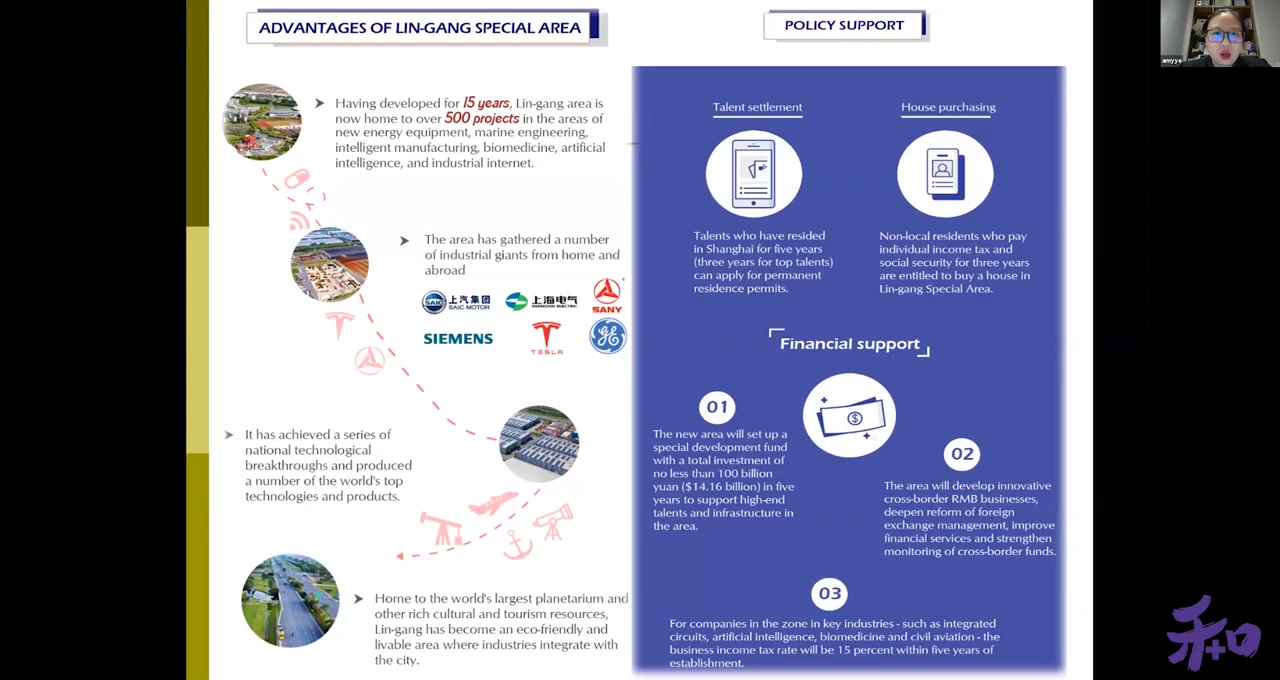 ADVANTAGES OF LIN-GANG SPECIAL AREA
Having developed for 15 years, Lin-gang area is
now home to over 500 projects in the areas of
new energy equipment, marine engineering,
intelligent manufacturing, biomedicine, artificial
intelligence, and industrial internet.
The area has gathered a number
of industrial giants from home and
abroad
SAIC
上汽集团
SAIC MOTOR
上海电气
SHANGHAI ELECTRIC
SANY
SIEMENS
TESLA
GE
It has achieved a series of
national technological
breakthroughs and produced
a number of the world's top
technologies and products.
Home to the world's largest planetarium and
other rich cultural and tourism resources,
Lin-gang has become an eco-friendly and
livable area where industries integrate with
the city.
POLICY SUPPORT
Talent settlement
Talents who have resided
in Shanghai for five years
(three years for top talents)
can apply for permanent
residence permits.
House purchasing
Non-local residents who pay
individual income tax and
social security for three years
are entitled to buy a house in
Lin-gang Special Area.
Financial support
01
The new area will set up a
special development fund
with a total investment of
no less than 100 billion
yuan ($14.16 billion) in five
years to support high-end
talents and infrastructure in
the area.
02
The area will develop innovative
cross-border RMB businesses,
deepen reform of foreign
exchange management, improve
financial services and strengthen
monitoring of cross-border funds.
03
For companies in the zone in key industries - such as integrated
circuits, artificial intelligence, biomedicine and civil aviation - the
business income tax rate will be 15 percent within five years of
establishment.
amyye
和